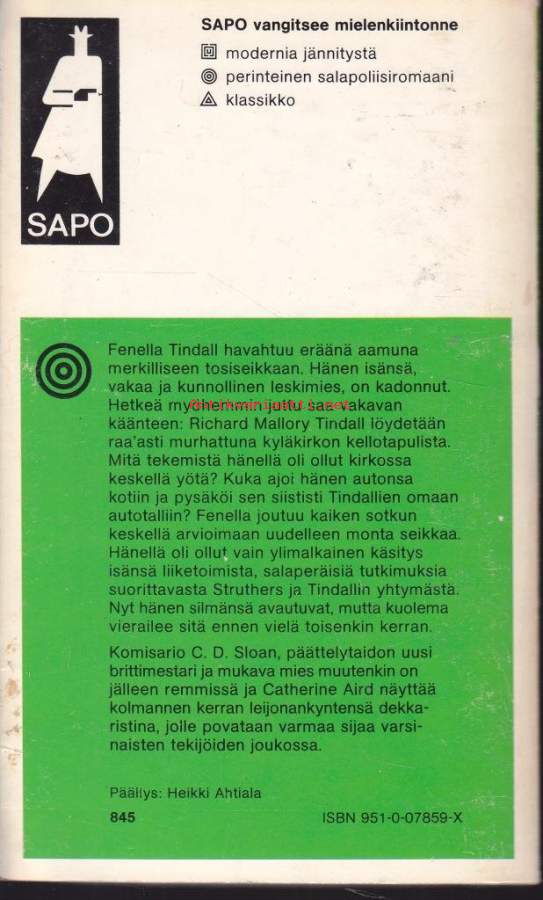 SAPO vangitsee mielenkiintonne
modernia jännitystä
perinteinen salapoliisiromaani
klassikko
SAPO
Fenella Tindall havahtuu eräänä aamuna
merkilliseen tosiseikkaan. Hänen isänsä,
vakaa ja kunnollinen leskimies, on kadonnut.
Hetkeä myöhemmin juttu saa vakavan
käänteen: Richard Mallory Tindall löydetään
raa'asti murhattuna kyläkirkon kellotapulista.
Mitä tekemistä hänellä oli ollut kirkossa
keskellä yötä? Kuka ajoi hänen autonsa
kotiin ja pysäköi sen siististi Tindallien omaan
autotalliin? Fenella joutuu kaiken sotkun
keskellä arvioimaan uudelleen monta seikkaa.
Hänellä oli ollut vain ylimalkainen käsitys
isänsä liiketoimista, salaperäisiä tutkimuksia
suorittavasta Struthers ja Tindallin yhtymästä.
Nyt hänen silmänsä avautuvat, mutta kuolema
vierailee sitä ennen vielä toisenkin kerran.
Komisario C. D. Sloan, päättelytaidon uusi
brittimestari ja mukava mies muutenkin on
jälleen remmissä ja Catherine Aird näyttää
kolmannen kerran leijonankyntensä dekka-
ristina, jolle povataan varmaa sijaa varsi-
naisten tekijöiden joukossa.
Päällys: Heikki Ahtiala
845 ISBN 951-0-07859-X